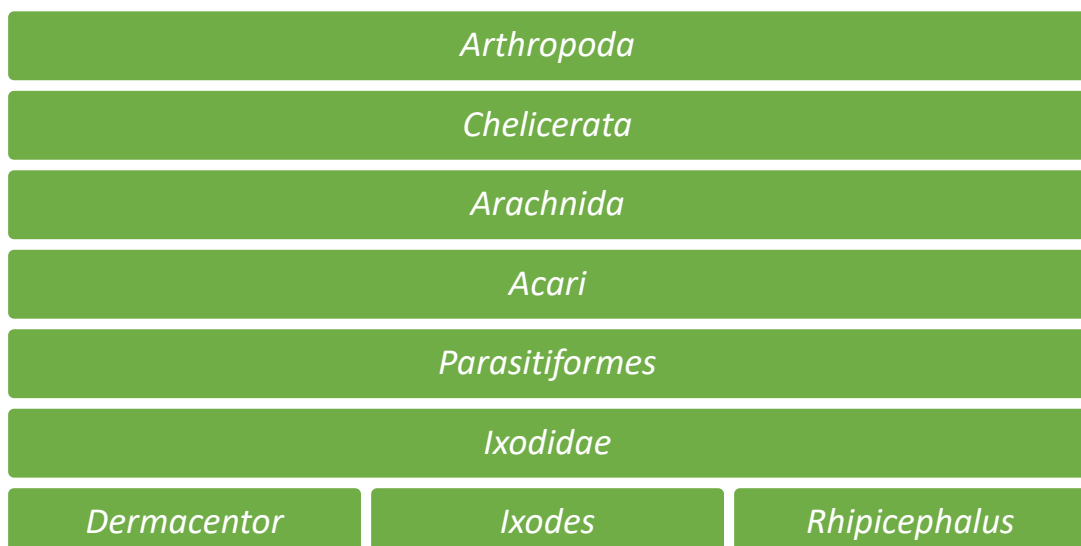 Arthropoda
Chelicerata
Arachnida
Acari
Parasitiformes
Ixodidae
Dermacentor Ixodes Rhipicephalus